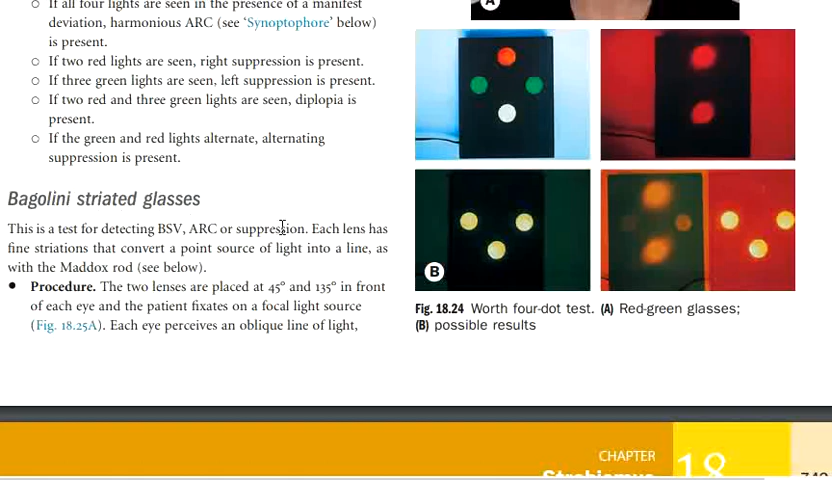 ○ If all four lights are seen in the presence of a manifest
deviation, harmonious ARC (see ‘Synoptophore’ below)
is present.
○ If two red lights are seen, right suppression is present.
○ If three green lights are seen, left suppression is present.
○ If two red and three green lights are seen, diplopia is
present.
○ If the green and red lights alternate, alternating
suppression is present.
Bagolini striated glasses
This is a test for detecting BSV, ARC or suppression. Each lens has
fine striations that convert a point source of light into a line, as
with the Maddox rod (see below).
● Procedure. The two lenses are placed at 45° and 135° in front
of each eye and the patient fixates on a focal light source
(Fig. 18.25A). Each eye perceives an oblique line of light,
A
B
Fig. 18.24 Worth four-dot test. (A) Red-green glasses;
(B) possible results
CHAPTER
Strabismus
18